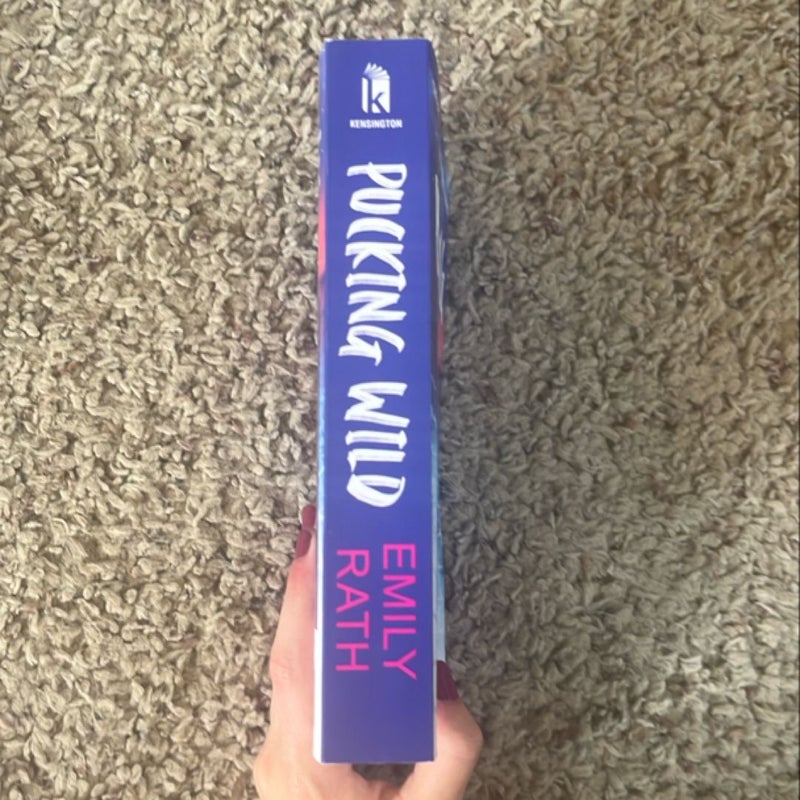 k
KENSINGTON
PUCKING WILD
EMILY
RATH